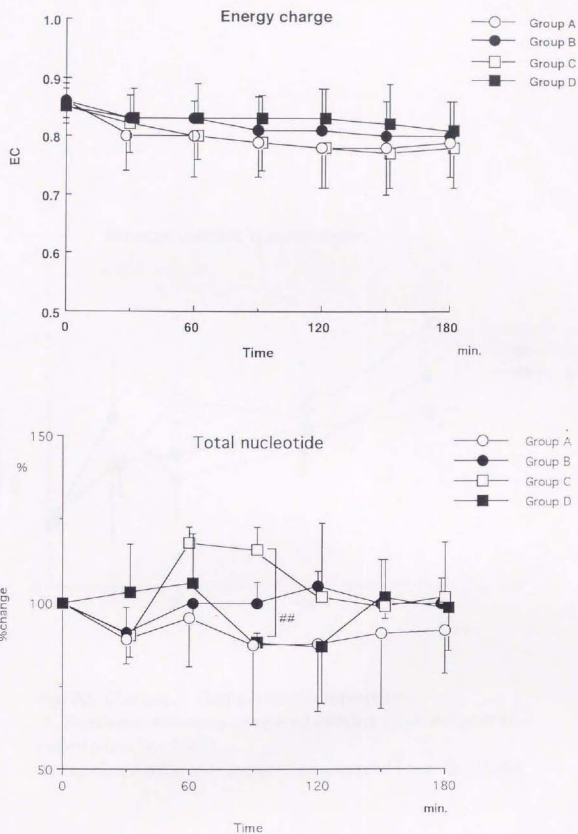 Energy charge
Group A
Group B
Group C
Group D
1.0
0.9
0.8
0.7
0.6
0.5
EC
0
60
120
180
Time
min.
Total nucleotide
Group A
Group B
Group C
Group D
150
%
100
%change
50
##
0
60
120
180
min.
Time